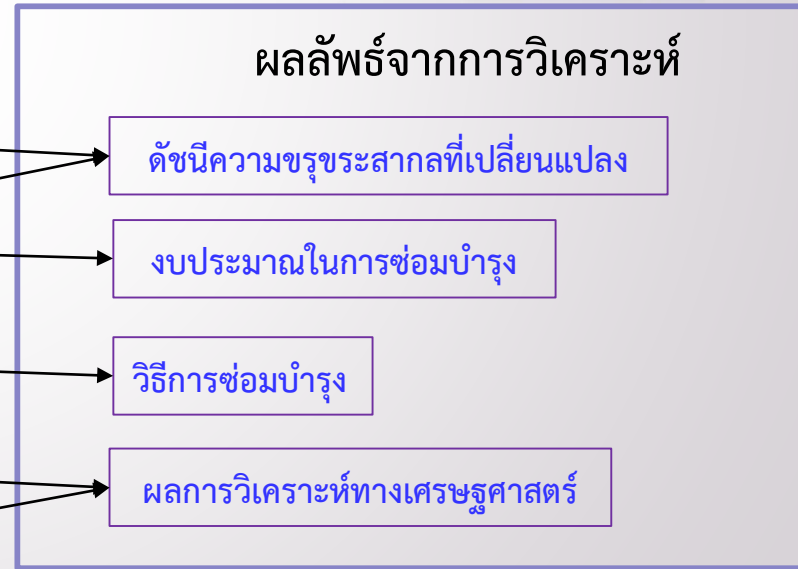 ผลลัพธ์จากการวิเคราะห์
ดัชนีความขรุขระสากลที่เปลี่ยนแปลง
งบประมาณในการซ่อมบำรุง
วิธีการซ่อมบำรุง
ผลการวิเคราะห์ทางเศรษฐศาสตร์